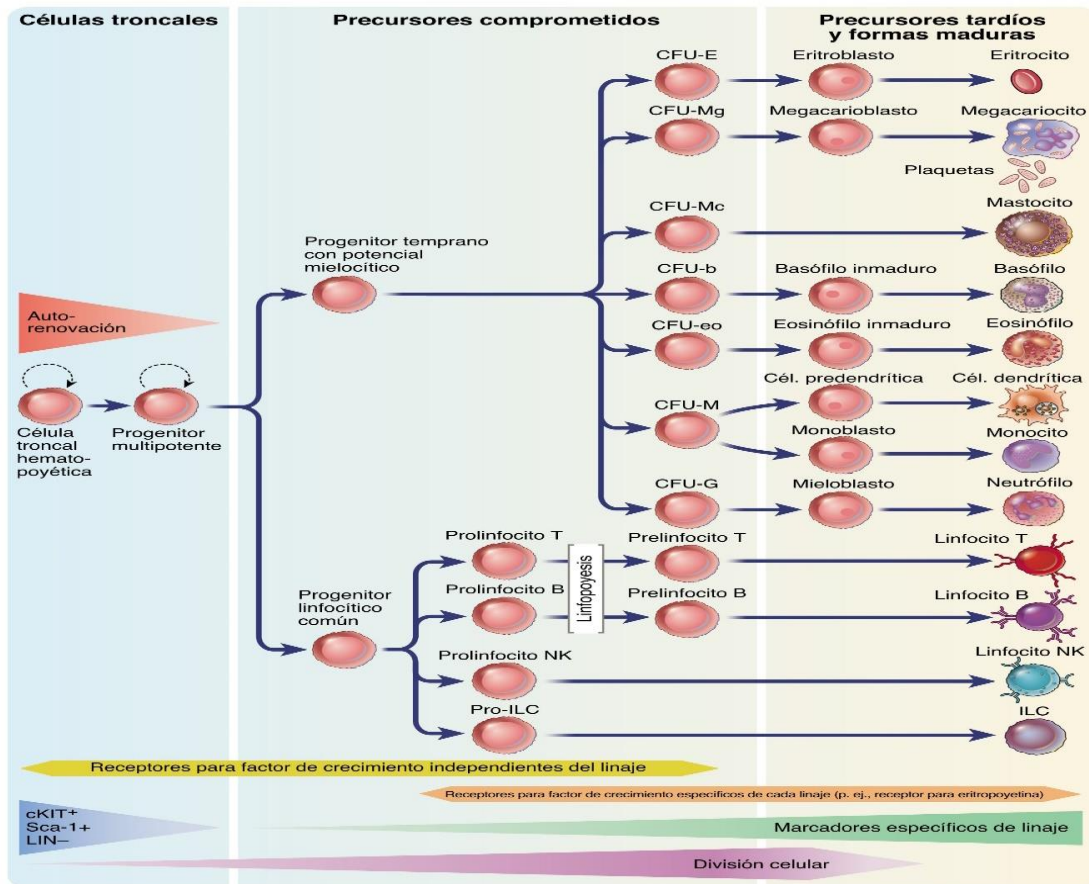 Células troncales
Precursores comprometidos
Precursores tardíos
y formas maduras
CFU-E
Eritroblasto
Eritrocito
CFU-Mg
Megacarioblasto
Megacariocito
Plaquetas
CFU-Mc
Mastocito
Progenitor temprano
con potencial
mielocítico
CFU-b
Basófilo inmaduro
Basófilo
CFU-eo
Eosinófilo inmaduro
Eosinófilo
Auto-
renovación
Cél. predendrítica
Cél. dendrítica
CFU-M
Monoblasto
Monocito
Célula
troncal
hemato-
poyética
Progenitor
multipotente
CFU-G
Mieloblasto
Neutrófilo
Prolinfocito T
Prelinfocito T
Linfocito T
Linfopoyesis
Progenitor
linfocítico
común
Prolinfocito B
Prelinfocito B
Linfocito B
Prolinfocito NK
Linfocito NK
Pro-ILC
ILC
Receptores para factor de crecimiento independientes del linaje
Receptores para factor de crecimiento específicos de cada linaje (p. ej., receptor para eritropoyetina)
cKIT+
Sca-1+
LIN–
Marcadores específicos de linaje
División celular